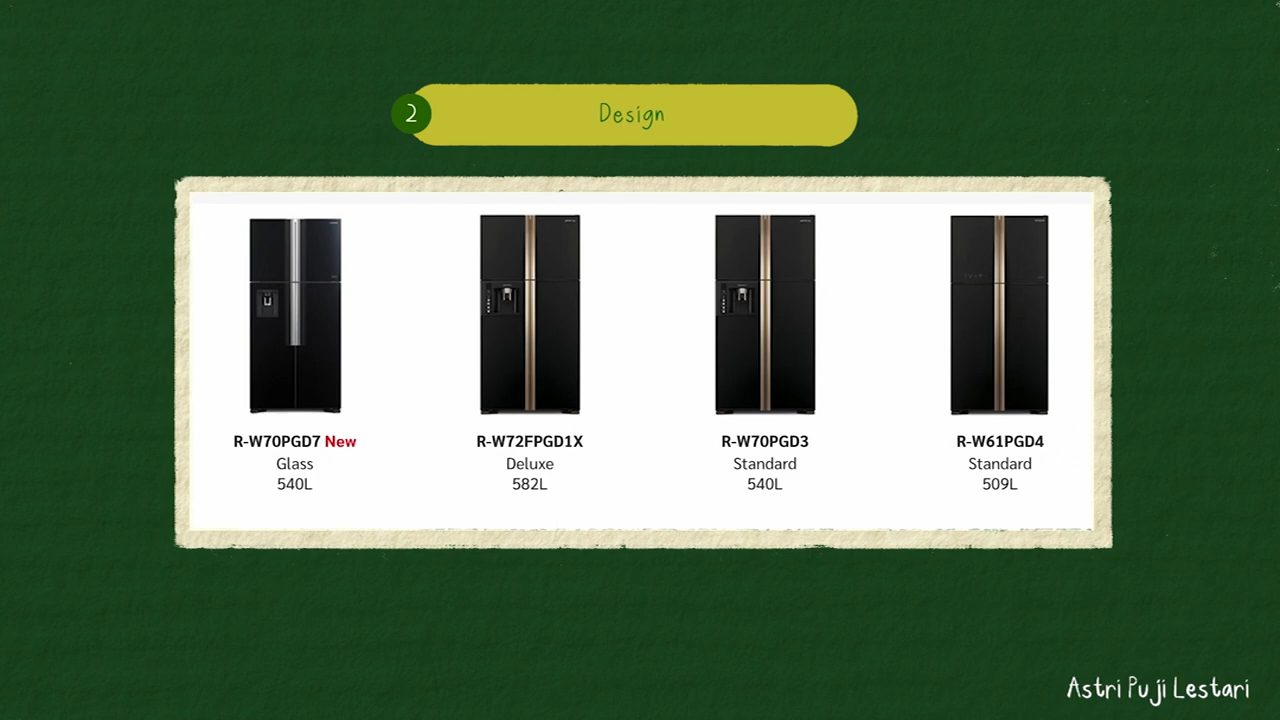 2
Design
R-W70PGD7 New
Glass
540L
R-W72FPGD1X
Deluxe
582L
R-W70PGD3
Standard
540L
R-W61PGD4
Standard
509L
Astri Puji Lestari